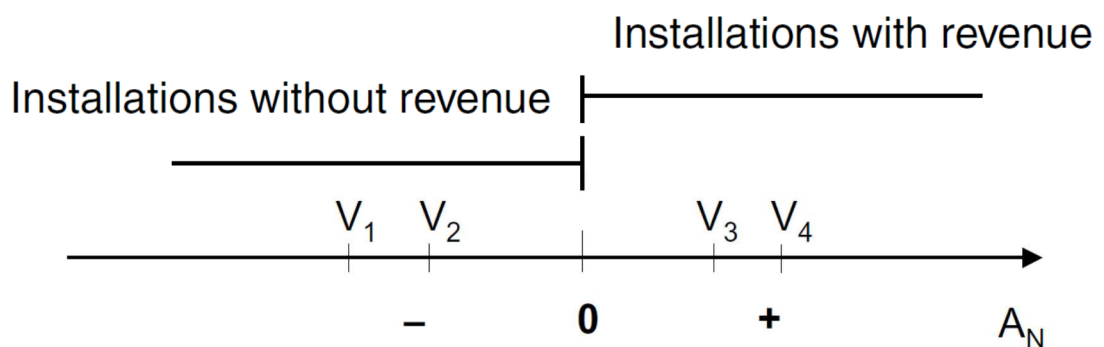 Installations with revenue
Installations without revenue
V1 V2 V3 V4
– 0 + AN